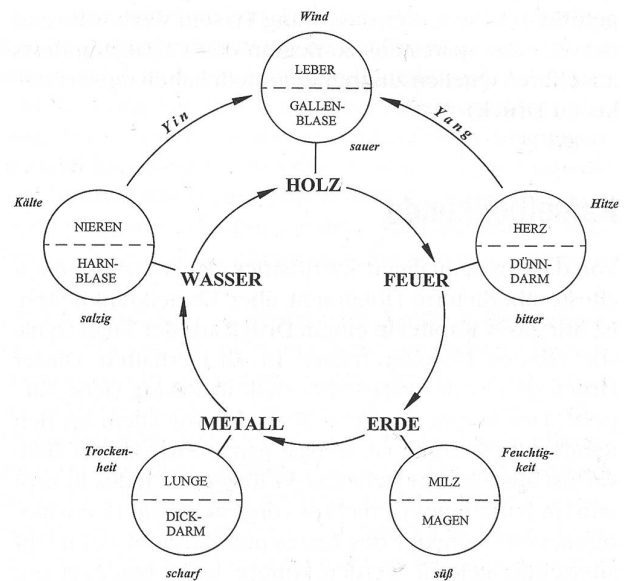 Wind
LEBER
GALLEN-
BLASE
Yin
Yang
sauer
HOLZ
Kälte
NIEREN
HARN-
BLASE
salzig
WASSER
Hitze
HERZ
DÜNN-
DARM
bitter
FEUER
METALL
ERDE
Trocken-
heit
LUNGE
DICK-
DARM
scharf
Feuchtig-
keit
MILZ
MAGEN
süß